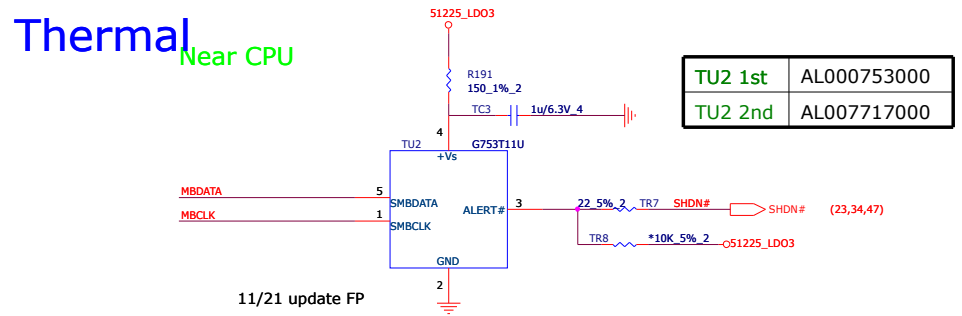 Thermal
Near CPU
51225_LDO3
R191
150_1%_2
TC3
1u/6.3V_4
TU2 1st AL000753000
TU2 2nd AL007717000
4
TU2
G753T11U
+Vs
MBDATA
5
SMBDATA
MBCLK
1
SMBCLK
ALERT#
3
22_5%_2
TR7
SHDN#
SHDN#
(23,34,47)
TR8
*10K_5%_2
51225_LDO3
GND
2
11/21 update FP